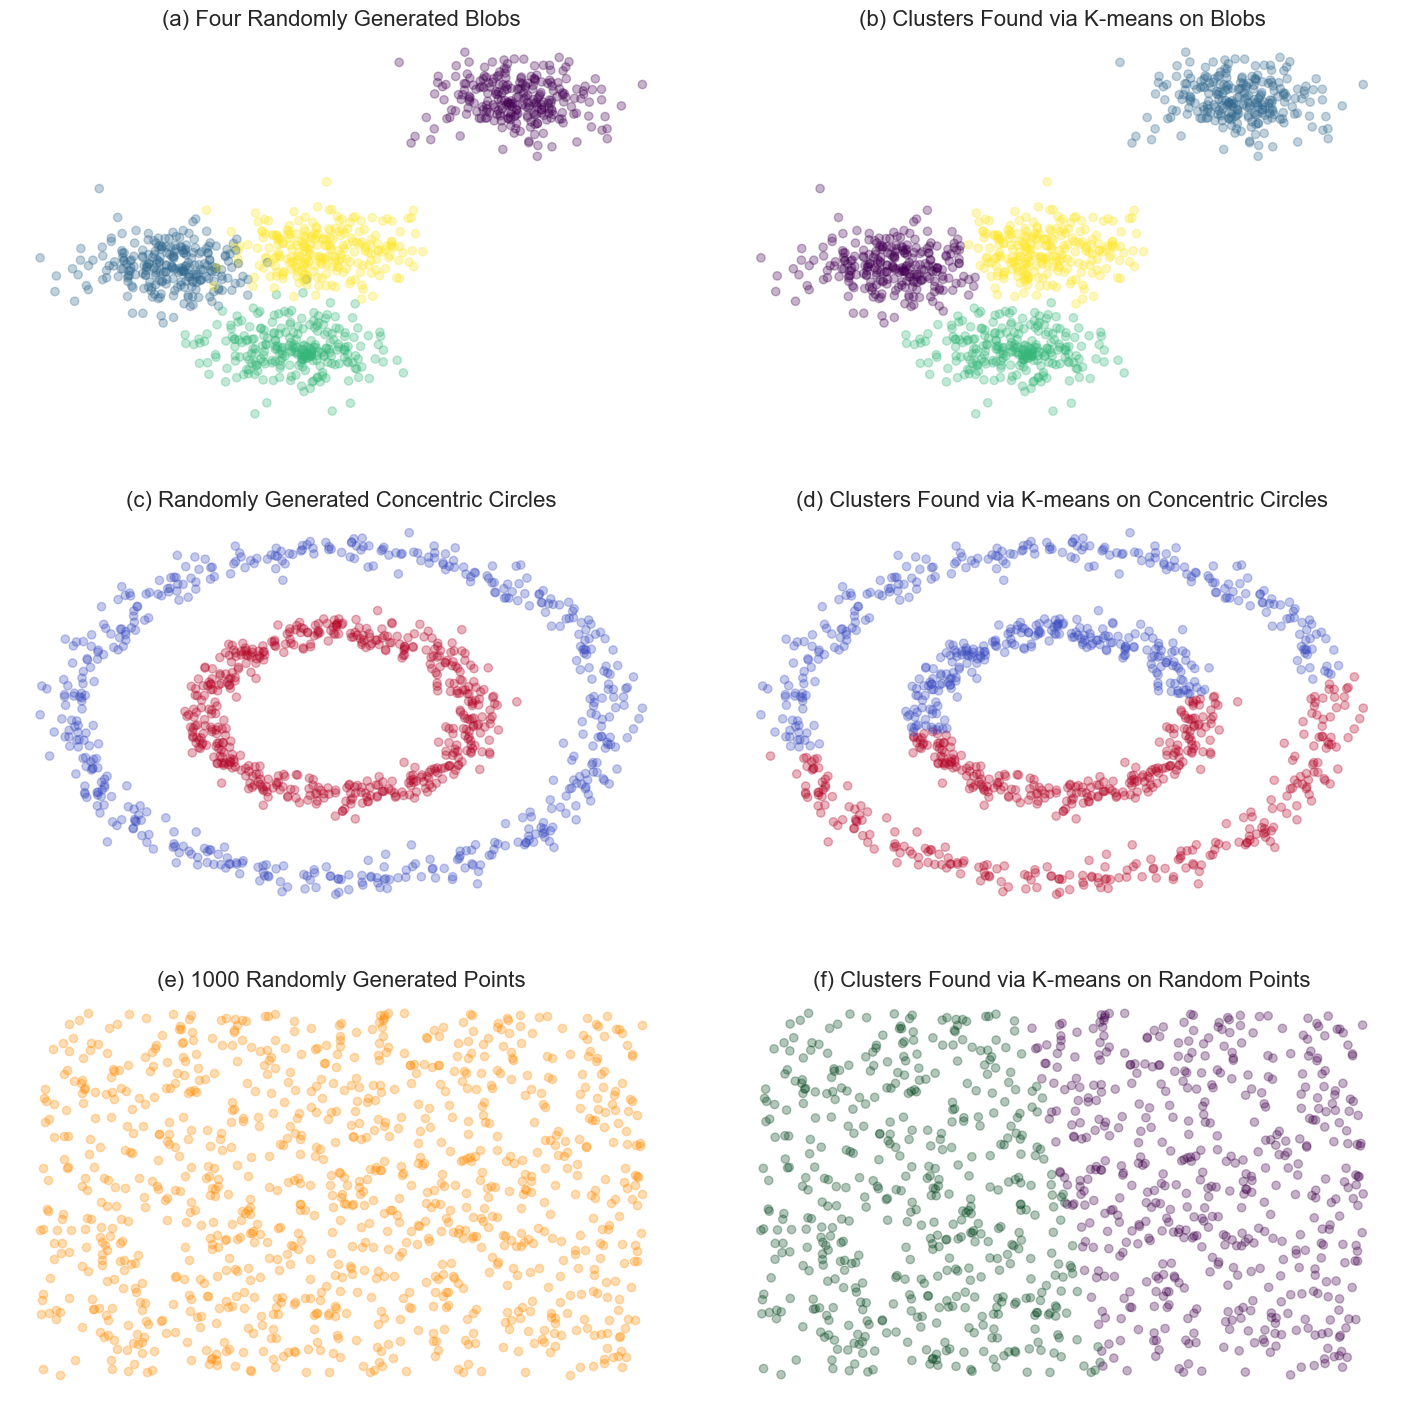 (a) Four Randomly Generated Blobs
(b) Clusters Found via K-means on Blobs
(c) Randomly Generated Concentric Circles
(d) Clusters Found via K-means on Concentric Circles
(e) 1000 Randomly Generated Points
(f) Clusters Found via K-means on Random Points